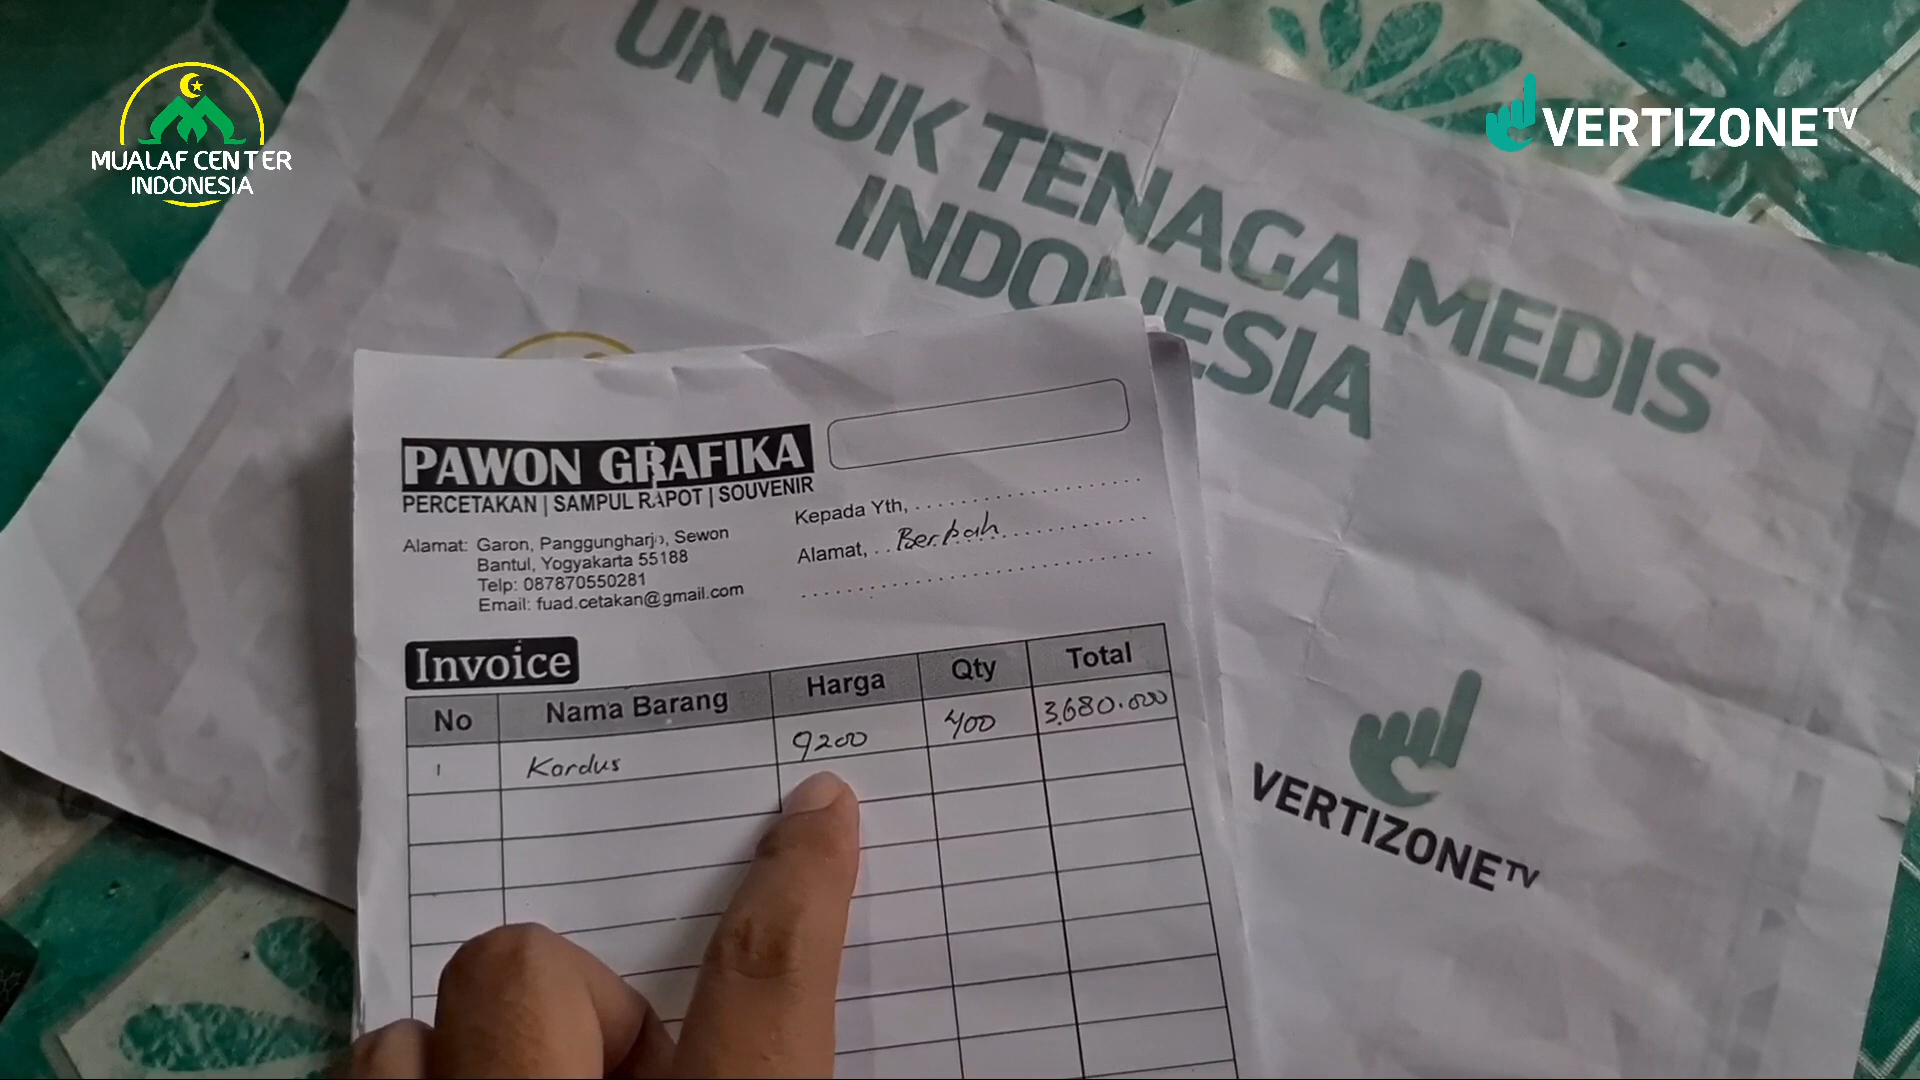 MUALAF CENTER
INDONESIA
VERTIZONE TV
UNTUK TENAGA MEDIS
INDONESIA
PAWON GRAFIKA
PERCETAKAN | SAMPUL RAPOT | SOUVENIR
Alamat: Garon, Panggungharjo, Sewon
Bantul, Yogyakarta 55188
Telp: 087870550281
Email: fuad.cetakan@gmail.com
Kepada Yth,
Alamat, Berbah
Invoice
No Nama Barang Harga Qty Total
1 Kardus 9200 400 3.680.000
VERTIZONE TV